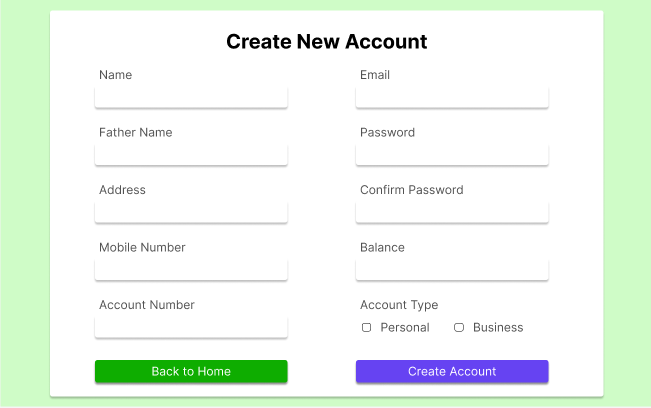 Create New Account
Name
Email
Father Name
Password
Address
Confirm Password
Mobile Number
Balance
Account Number
Account Type
Personal
Business
Back to Home
Create Account